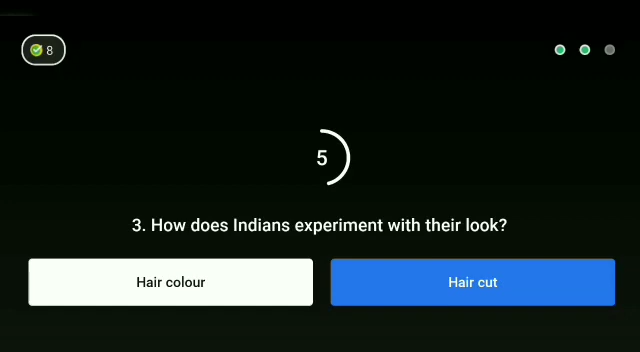 8
5
3. How does Indians experiment with their look?
Hair colour
Hair cut